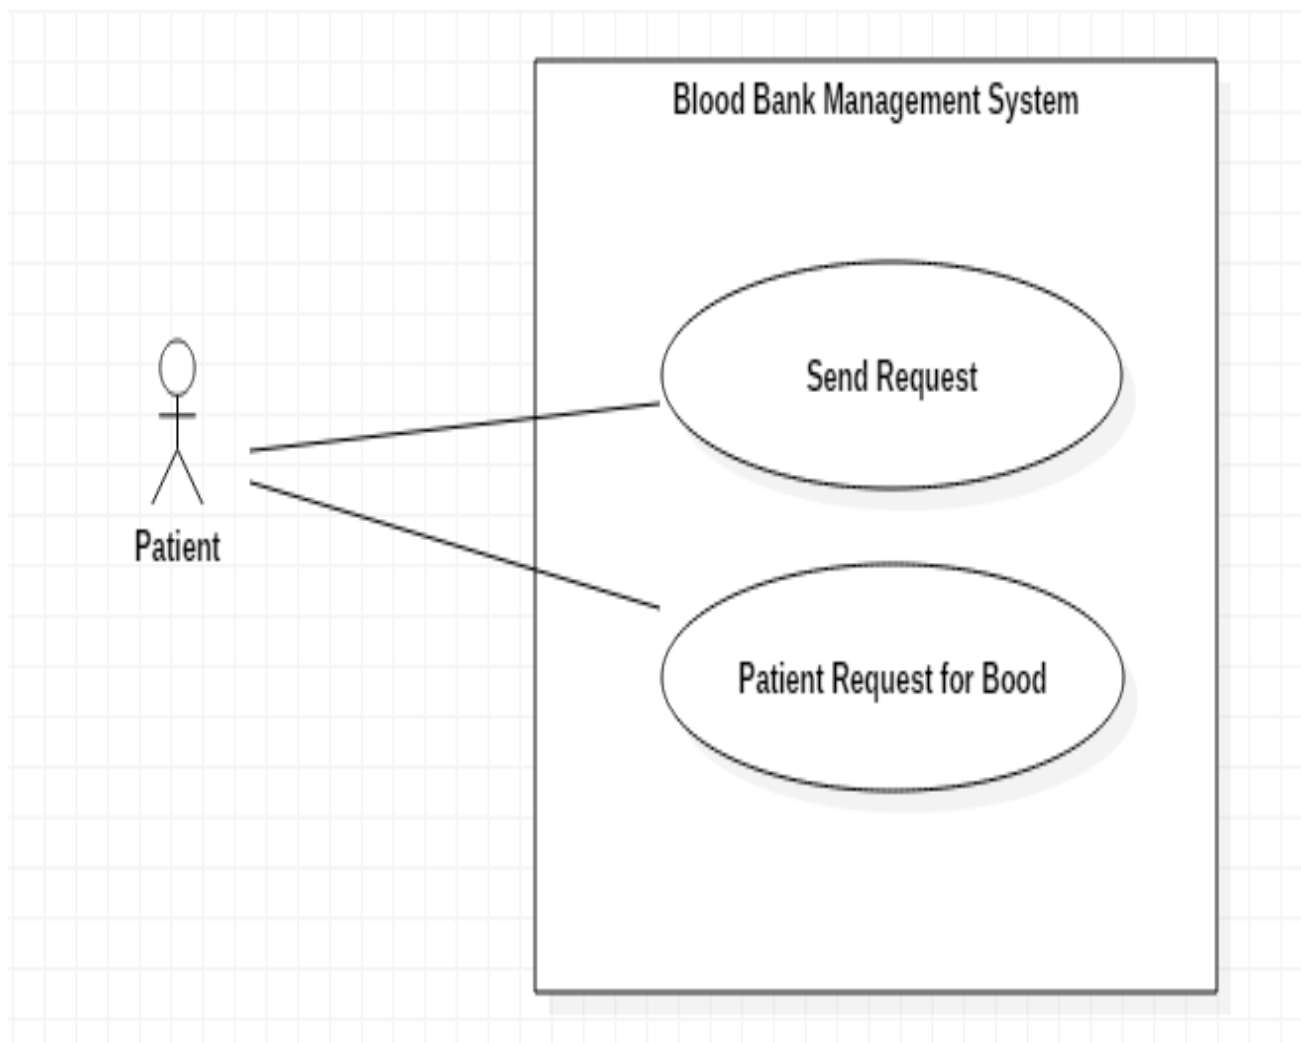 Blood Bank Management System
Send Request
Patient
Patient Request for Bood